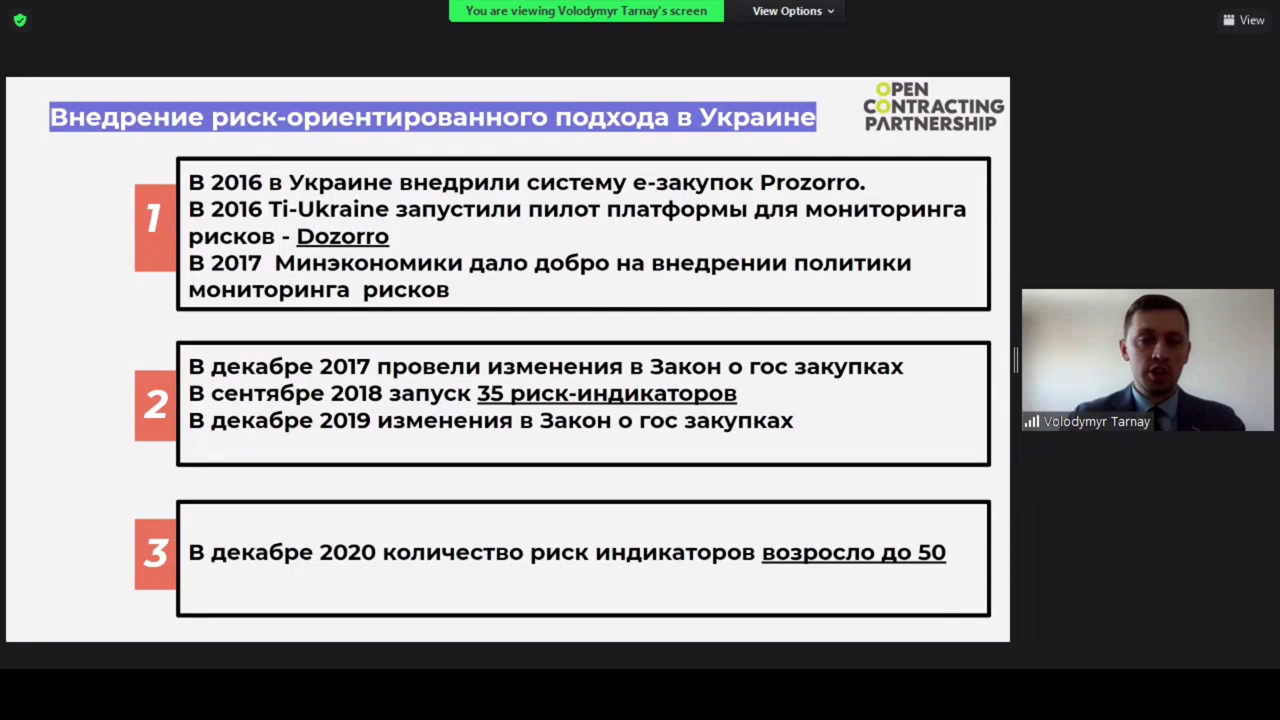 You are viewing Volodymyr Tarnay's screen
View Options
View
Внедрение риск-ориентированного подхода в Украине
OPEN
CONTRACTING
PARTNERSHIP
1
В 2016 в Украине внедрили систему е-закупок Prozorro.
В 2016 Ti-Ukraine запустили пилот платформы для мониторинга
рисков - Dozorro
В 2017 Минэкономики дало добро на внедрении политики
мониторинга рисков
2
В декабре 2017 провели изменения в Закон о гос закупках
В сентябре 2018 запуск 35 риск-индикаторов
В декабре 2019 изменения в Закон о гос закупках
3
В декабре 2020 количество риск индикаторов возросло до 50
Volodymyr Tarnay